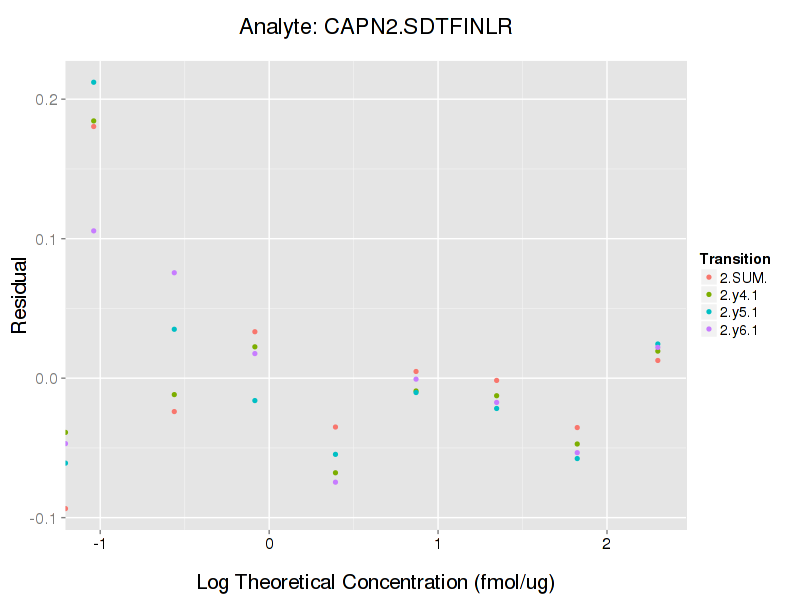 Analyte: CAPN2.SDTFINLR
0.2
0.1
0.0
-0.1
Residual
-1
0
1
2
Log Theoretical Concentration (fmol/ug)
Transition
2.SUM.
2.y4.1
2.y5.1
2.y6.1